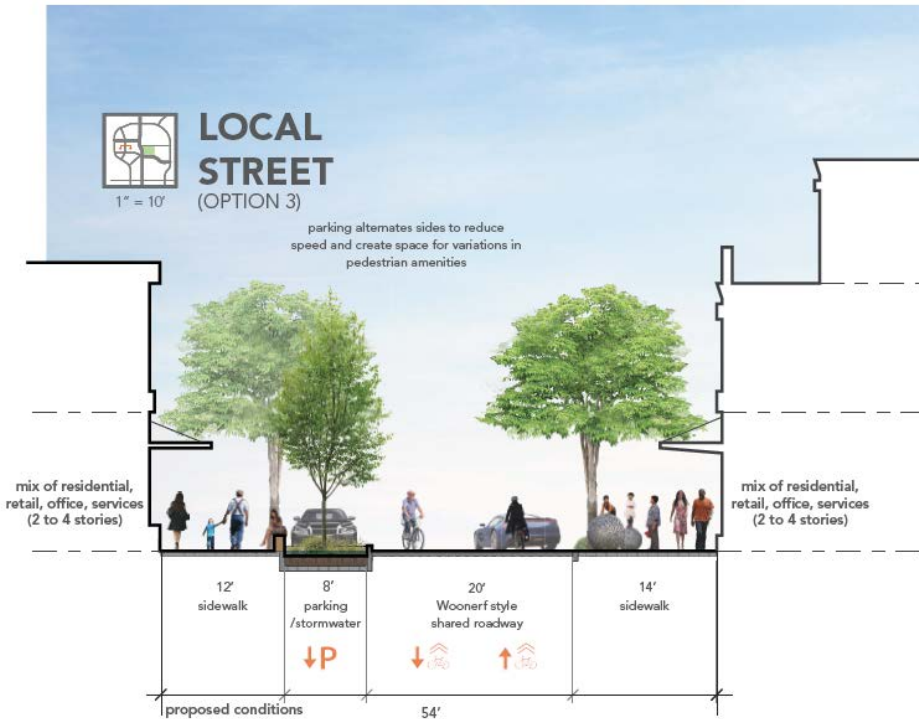 LOCAL
STREET
1" = 10'
(OPTION 3)
parking alternates sides to reduce
speed and create space for variations in
pedestrian amenities
mix of residential,
retail, office, services
(2 to 4 stories)
mix of residential,
retail, office, services
(2 to 4 stories)
12'
sidewalk
8'
parking
/stormwater
P
20'
Woonerf style
shared roadway
14'
sidewalk
proposed conditions
54'